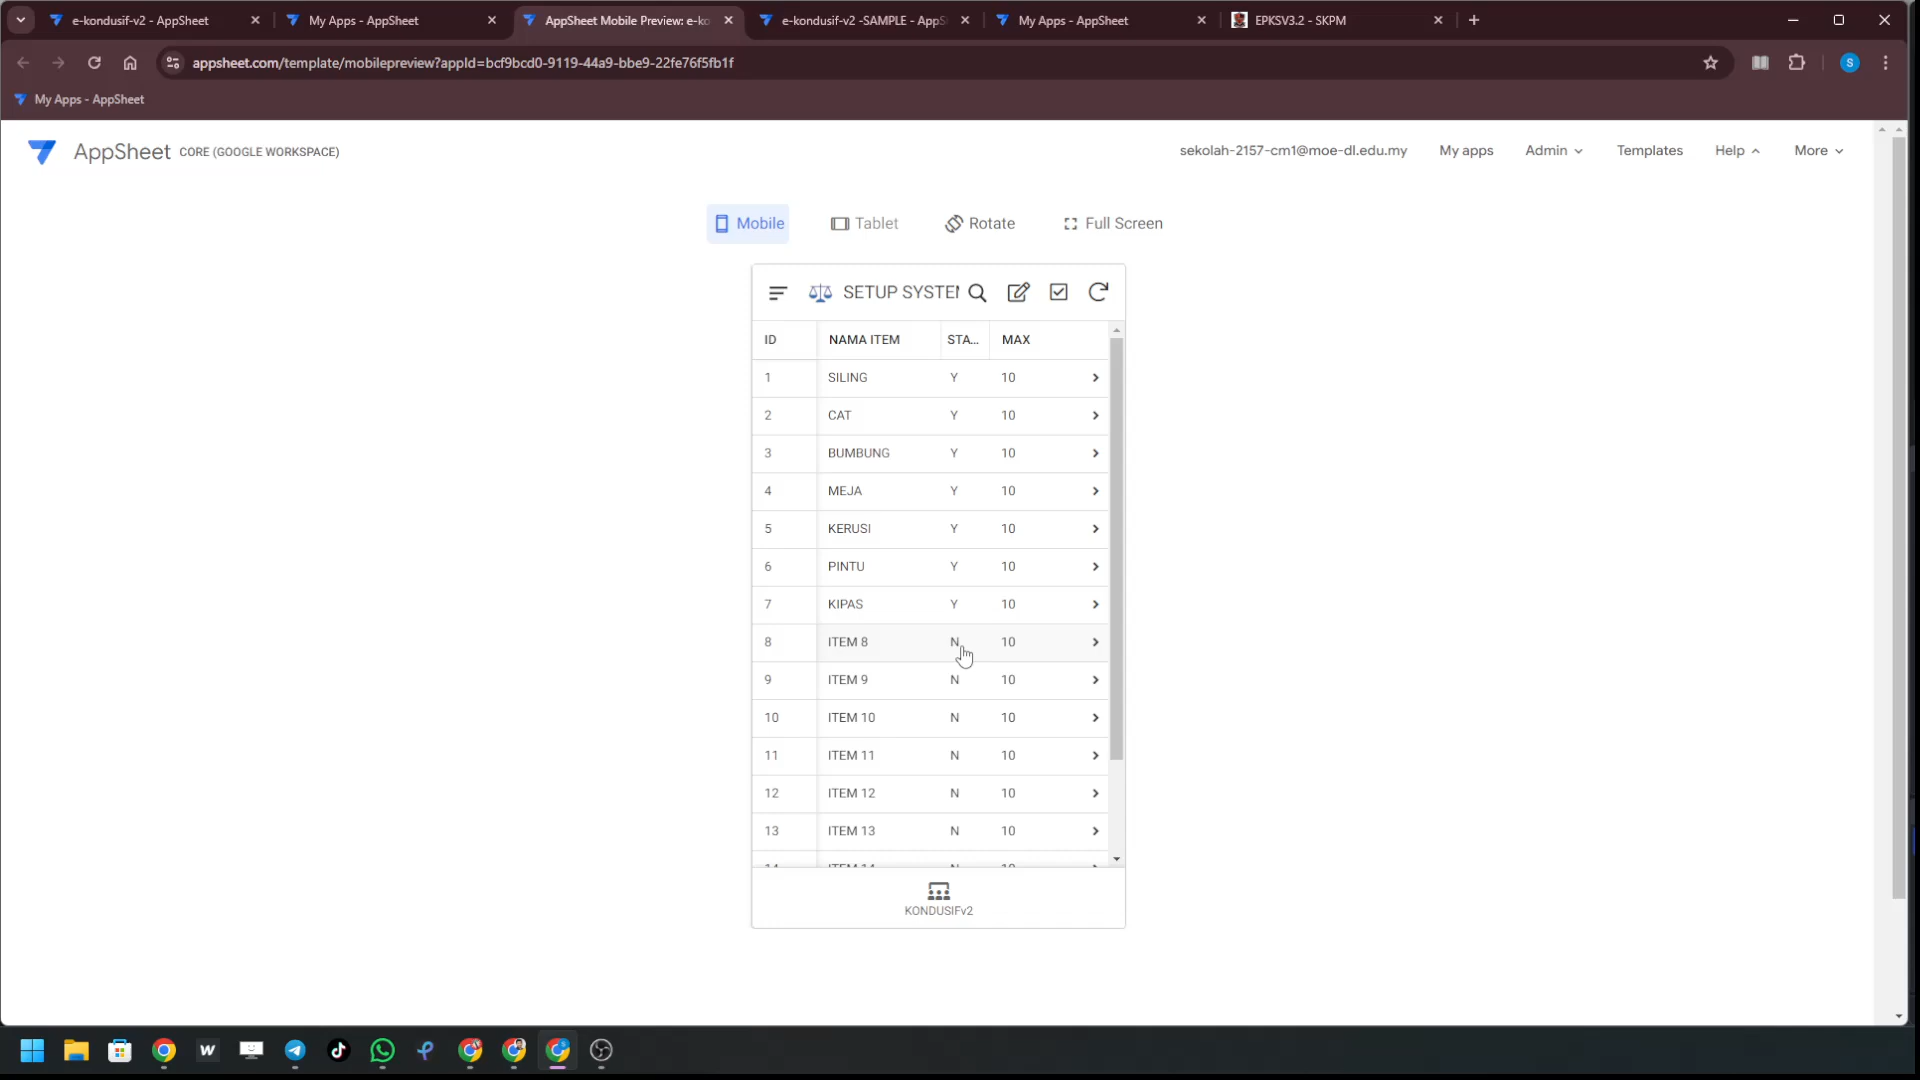 e-kondusif-v2 - AppSheet
My Apps - AppSheet
AppSheet Mobile Preview: e-ko
e-kondusif-v2 -SAMPLE - AppS
My Apps - AppSheet
EPKSV3.2 - SKPM
appsheet.com/template/mobilepreview?appId=bcf9bcd0-9119-44a9-bbe9-22fe76f5fb1f
S
My Apps - AppSheet
AppSheet CORE (GOOGLE WORKSPACE)
sekolah-2157-cm1@moe-dl.edu.my My apps Admin Templates Help More
Mobile Tablet Rotate Full Screen
SETUP SYSTEM
ID NAMA ITEM STA... MAX
1 SILING Y 10
2 CAT Y 10
3 BUMBUNG Y 10
4 MEJA Y 10
5 KERUSI Y 10
6 PINTU Y 10
7 KIPAS Y 10
8 ITEM 8 N 10
9 ITEM 9 N 10
10 ITEM 10 N 10
11 ITEM 11 N 10
12 ITEM 12 N 10
13 ITEM 13 N 10
14 ITEM 14 N 10
KONDUSIFv2